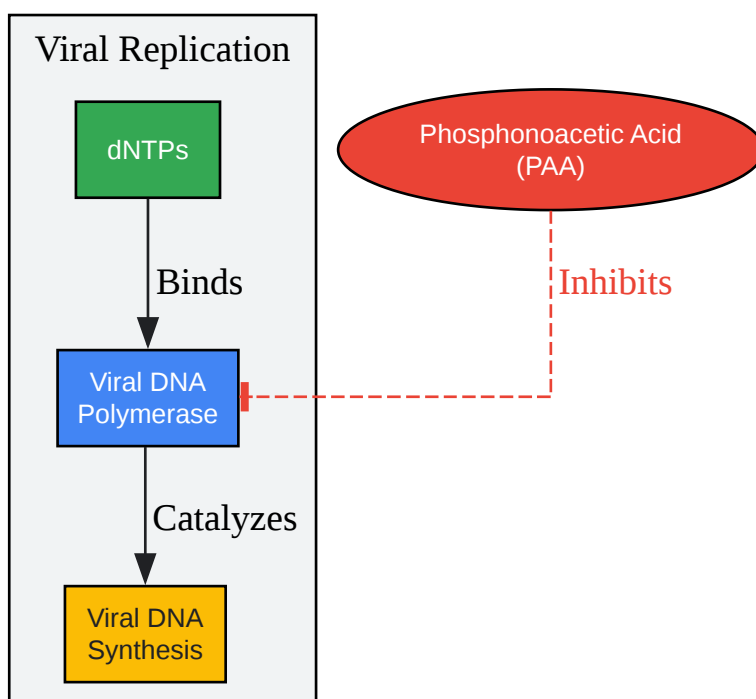 Viral Replication
dNTPs
Phosphonoacetic Acid
(PAA)
Binds
Inhibits
Viral DNA
Polymerase
Catalyzes
Viral DNA
Synthesis